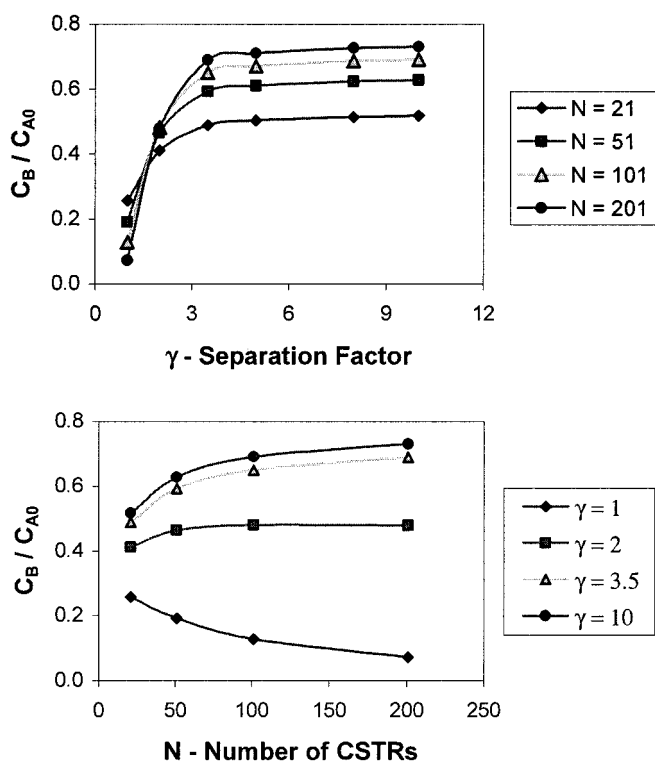 0.8
0.6
0.4
0.2
0.0
C_B / C_A0
0
3
6
9
12
γ - Separation Factor
N = 21
N = 51
N = 101
N = 201
0.8
0.6
0.4
0.2
0.0
C_B / C_A0
0
50
100
150
200
250
N - Number of CSTRs
γ = 1
γ = 2
γ = 3.5
γ = 10